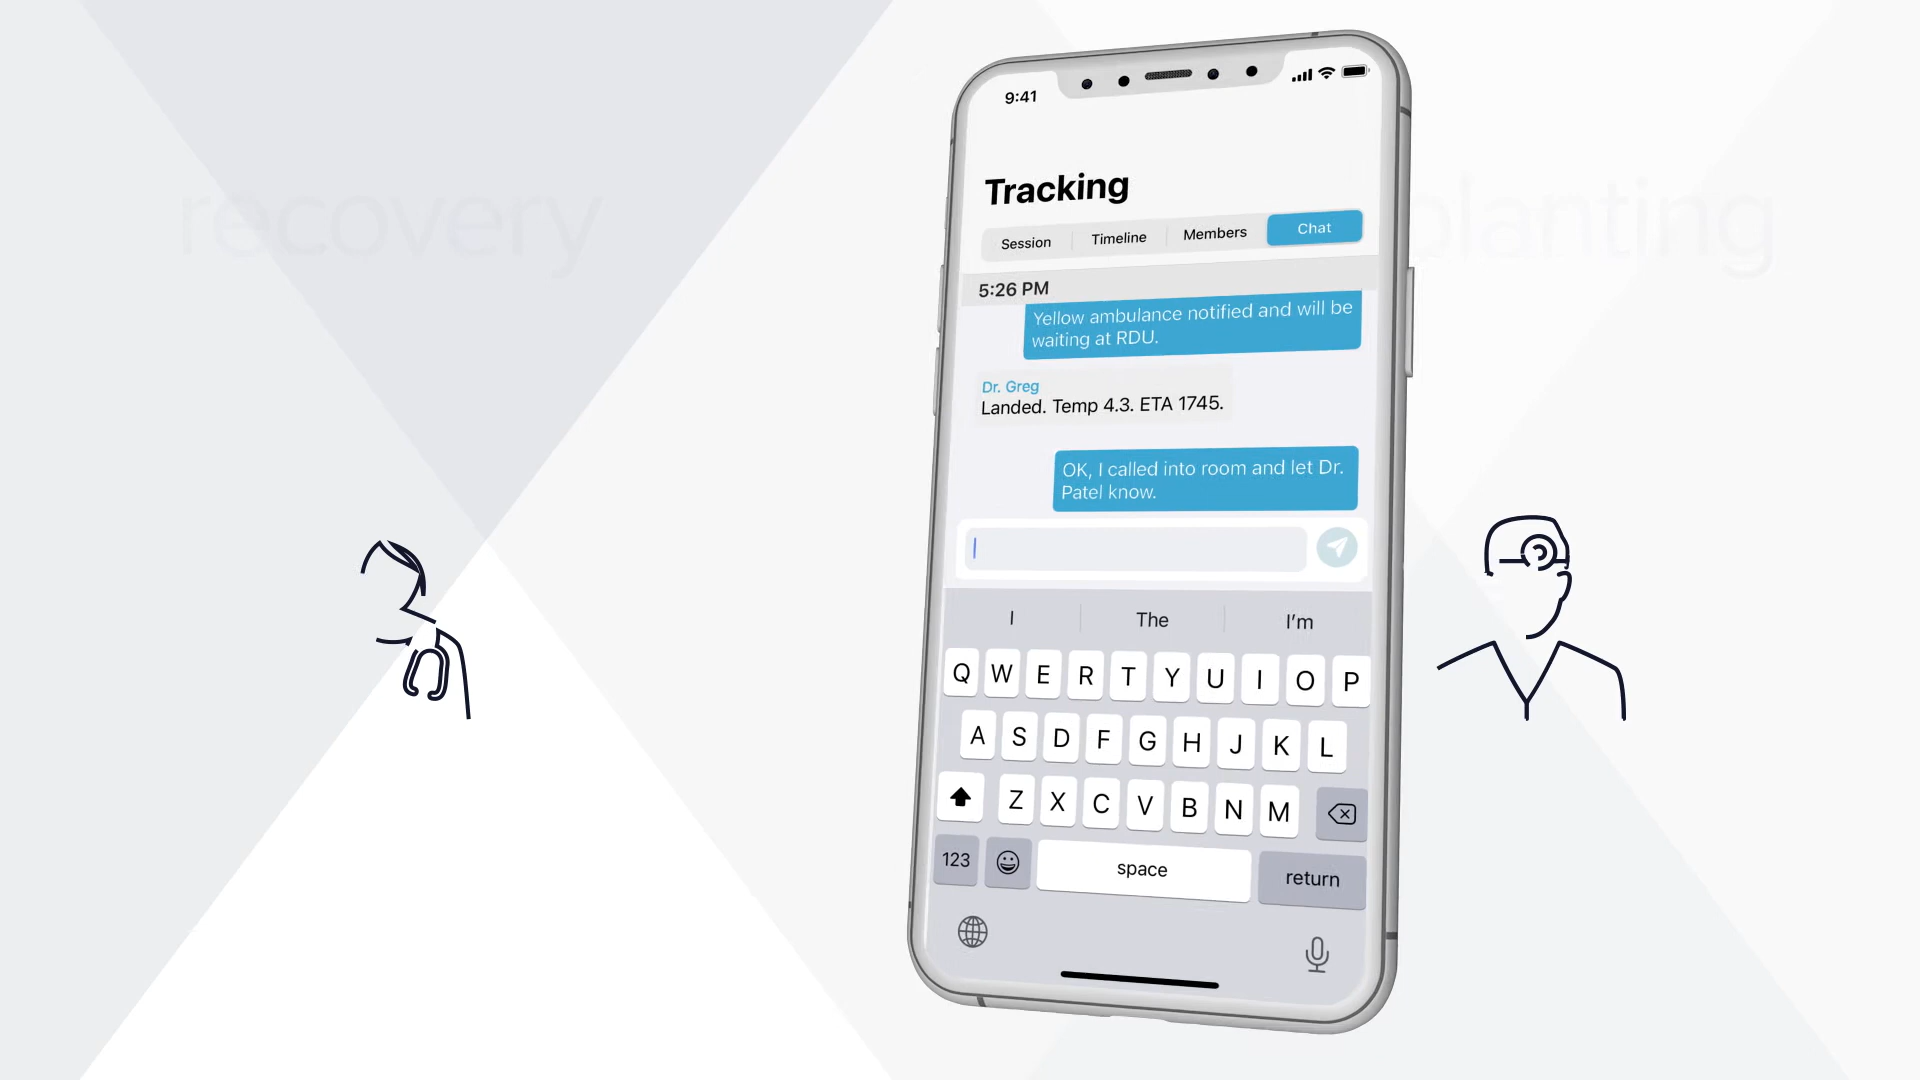 recovery
planting
9:41
Tracking
Session
Timeline
Members
Chat
5:26 PM
Yellow ambulance notified and will be
waiting at RDU.
Dr. Greg
Landed. Temp 4.3. ETA 1745.
OK, I called into room and let Dr.
Patel know.
I
The
I'm
Q W E R T Y U I O P
A S D F G H J K L
Z X C V B N M
123
space
return